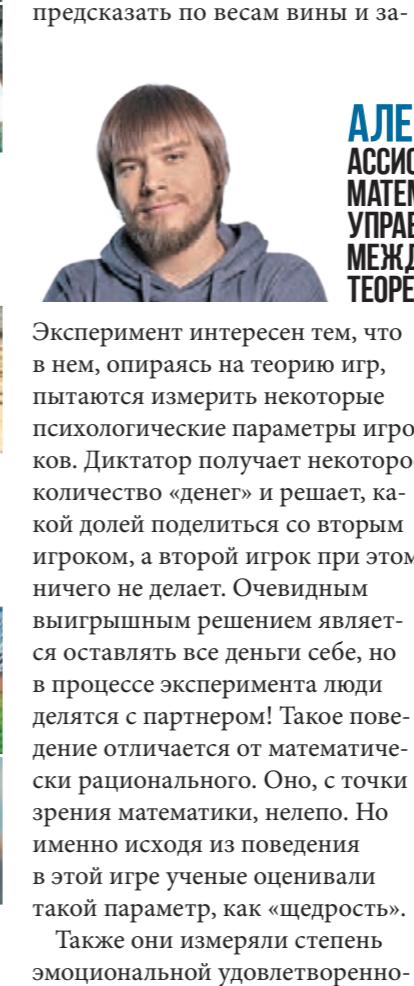 предсказать по весам вины и за-
АЛЕ
АССИО
МАТЕМ
УПРАВ
МЕЖД
ТЕОРЕ
Эксперимент интересен тем, что
в нем, опираясь на теорию игр,
пытаются измерить некоторые
психологические параметры игро-
ков. Диктатор получает некоторое
количество «денег» и решает, ка-
кой долей поделиться со вторым
игроком, а второй игрок при этом
ничего не делает. Очевидным
выигрышным решением являет-
ся оставлять все деньги себе, но
в процессе эксперимента люди
делятся с партнером! Такое пове-
дение отличается от математиче-
ски рационального. Оно, с точки
зрения математики, нелепо. Но
именно исходя из поведения
в этой игре ученые оценивали
такой параметр, как «щедрость».
Также они измеряли степень
эмоциональной удовлетворенно-